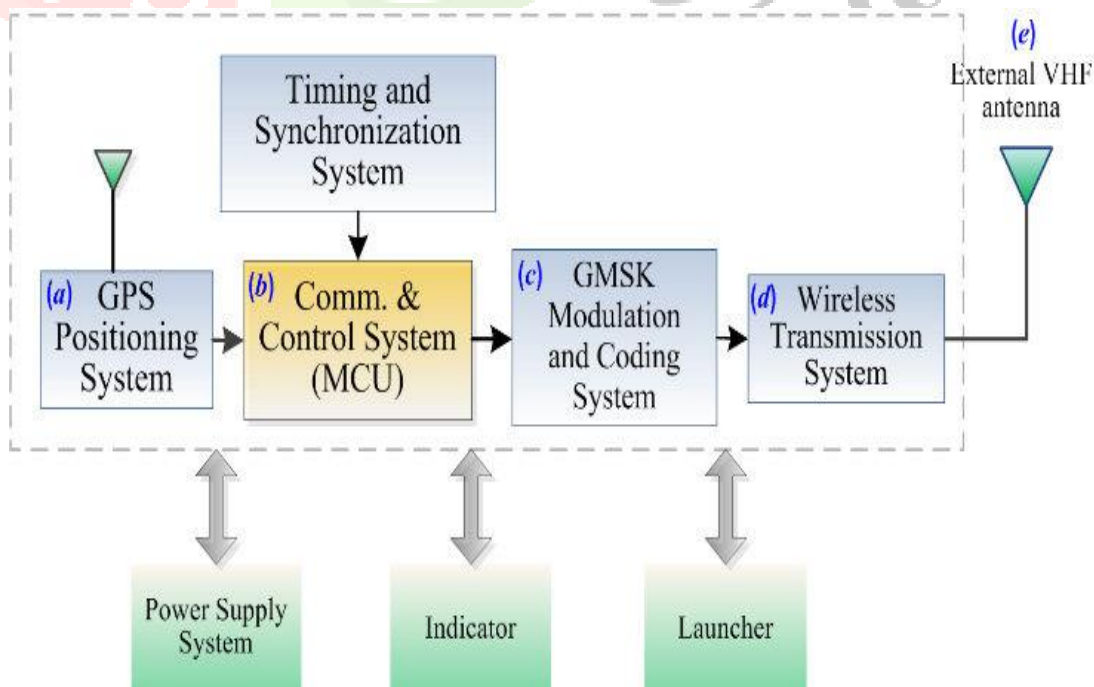 (e)
External VHF
antenna
Timing and
Synchronization
System
(a) GPS
Positioning
System
(b) Comm. &
Control System
(MCU)
(c) GMSK
Modulation
and Coding
System
(d) Wireless
Transmission
System
Power Supply
System
Indicator
Launcher